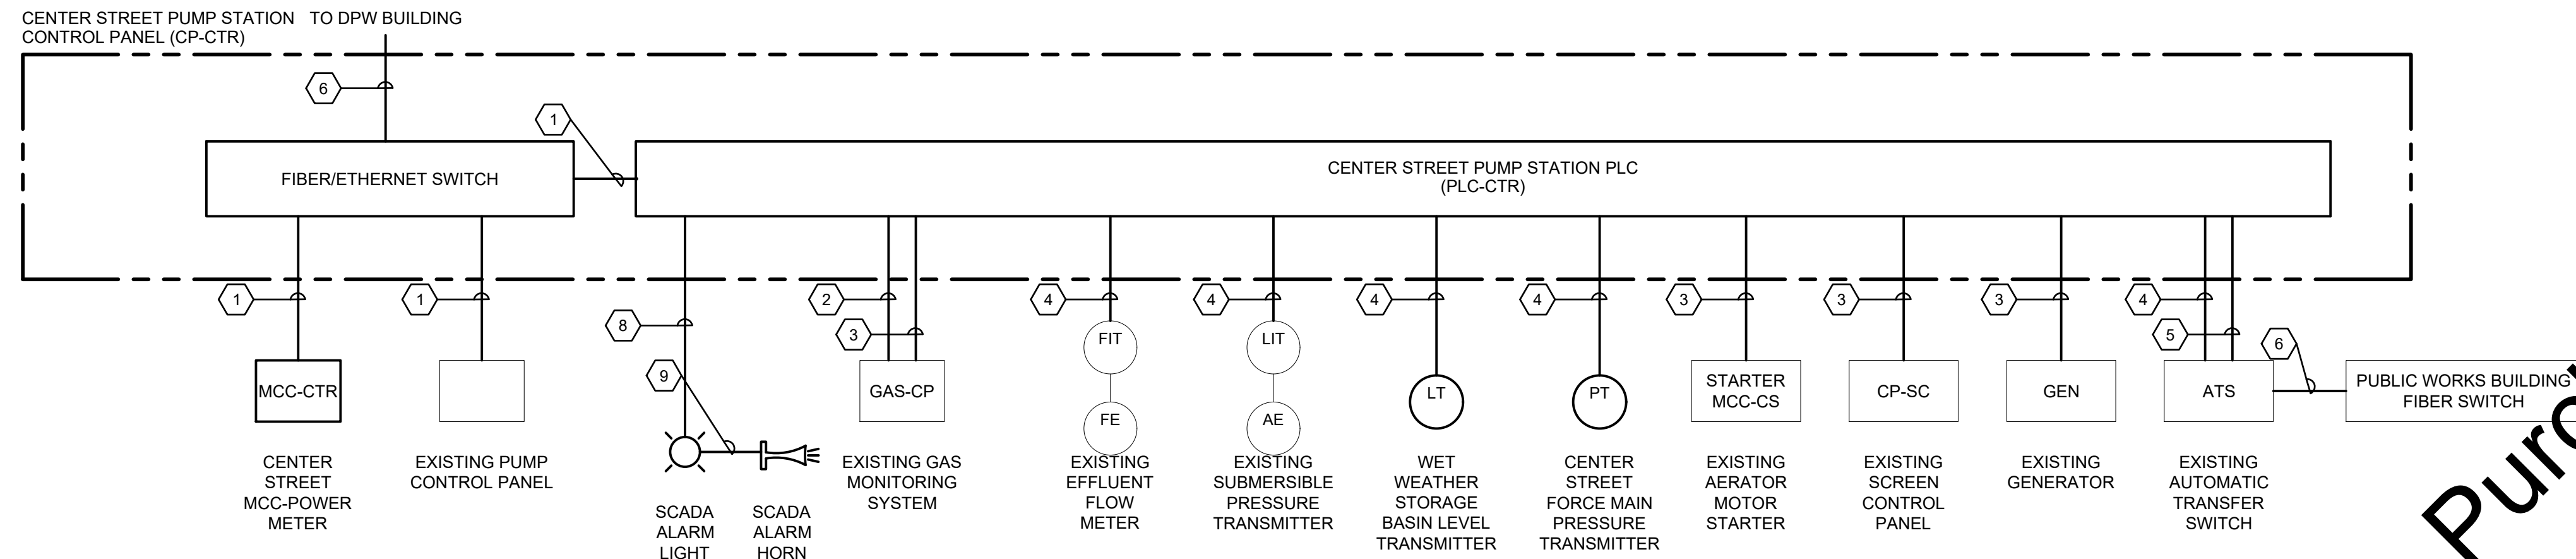 CENTER STREET PUMP STATION
CONTROL PANEL (CP-CTR)
TO DPW BUILDING
6
1
FIBER/ETHERNET SWITCH
CENTER STREET PUMP STATION PLC
(PLC-CTR)
1
1
8
9
2
3
4
4
4
4
3
3
3
4
5
6
MCC-CTR
GAS-CP
FIT
FE
LIT
AE
LT
PT
STARTER
MCC-CS
CP-SC
GEN
ATS
PUBLIC WORKS BUILDING
FIBER SWITCH
CENTER
STREET
MCC-POWER
METER
EXISTING PUMP
CONTROL PANEL
SCADA
ALARM
LIGHT
SCADA
ALARM
HORN
EXISTING GAS
MONITORING
SYSTEM
EXISTING
EFFLUENT
FLOW
METER
EXISTING
SUBMERSIBLE
PRESSURE
TRANSMITTER
WET
WEATHER
STORAGE
BASIN LEVEL
TRANSMITTER
CENTER
STREET
FORCE MAIN
PRESSURE
TRANSMITTER
EXISTING
AERATOR
MOTOR
STARTER
EXISTING
SCREEN
CONTROL
PANEL
EXISTING
GENERATOR
EXISTING
AUTOMATIC
TRANSFER
SWITCH